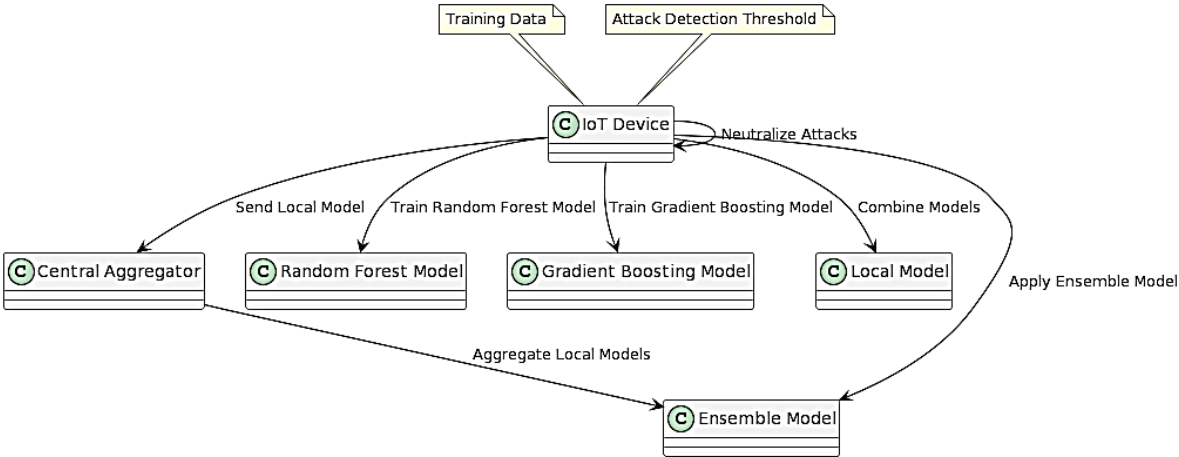 Training Data
Attack Detection Threshold
C IoT Device
Neutralize Attacks
Send Local Model
Train Random Forest Model
Train Gradient Boosting Model
Combine Models
C Central Aggregator
C Random Forest Model
C Gradient Boosting Model
C Local Model
Apply Ensemble Model
Aggregate Local Models
C Ensemble Model